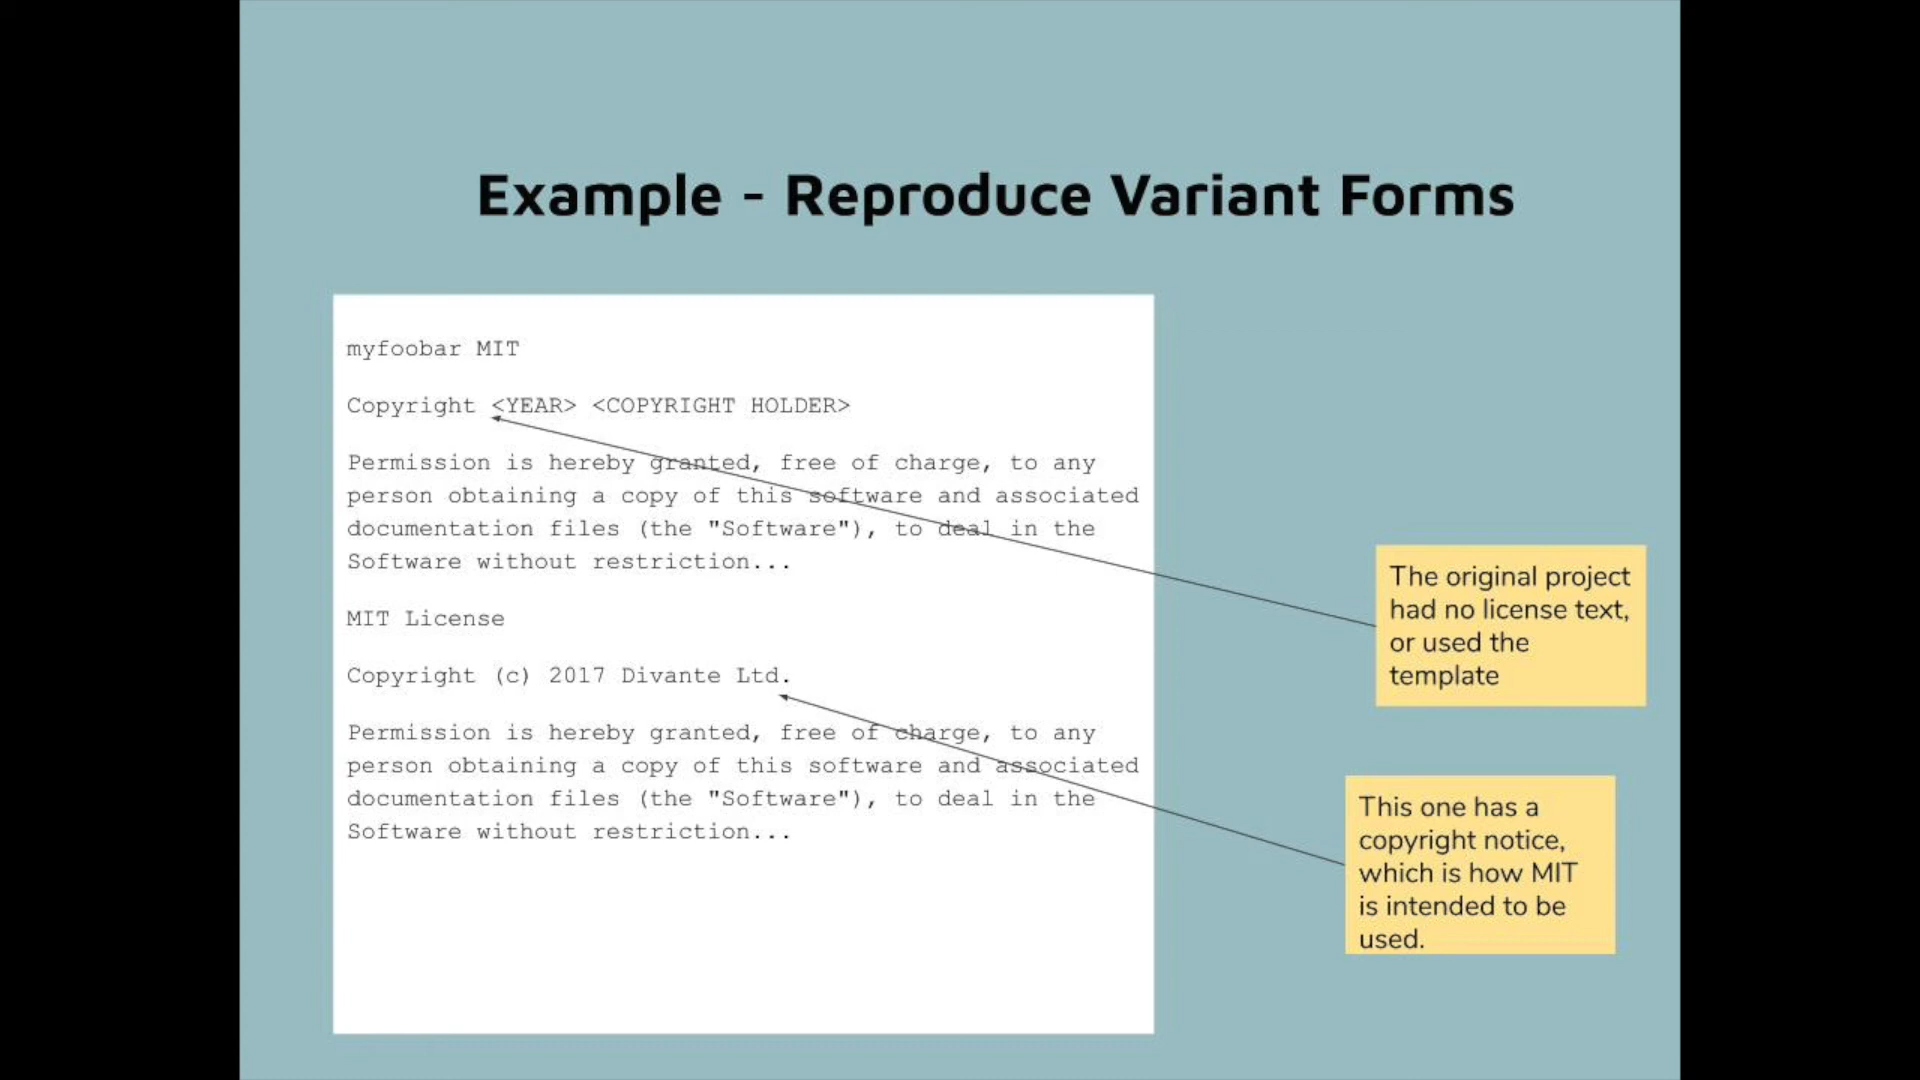 Example - Reproduce Variant Forms
myfoobar MIT
Copyright <YEAR> <COPYRIGHT HOLDER>
Permission is hereby granted, free of charge, to any
person obtaining a copy of this software and associated
documentation files (the "Software"), to deal in the
Software without restriction...
MIT License
Copyright (c) 2017 Divante Ltd.
Permission is hereby granted, free of charge, to any
person obtaining a copy of this software and associated
documentation files (the "Software"), to deal in the
Software without restriction...
The original project
had no license text,
or used the
template
This one has a
copyright notice,
which is how MIT
is intended to be
used.